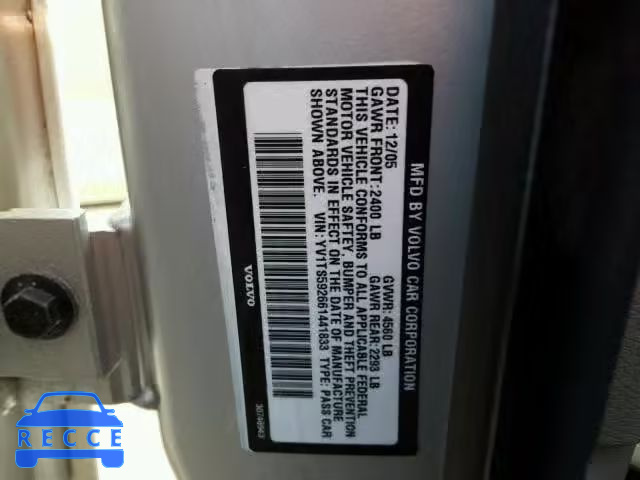 MFD BY VOLVO CAR CORPORATION
DATE: 12/05 GVWR: 4560 LB
GAWR FRONT: 2400 LB GAWR REAR: 2293 LB
THIS VEHICLE CONFORMS TO ALL APPLICABLE FEDERAL
MOTOR VEHICLE SAFTEY, BUMPER AND THEFT PREVENTION
STANDARDS IN EFFECT ON THE DATE OF MANUFACTURE
SHOWN ABOVE. VIN: YV1TS592661441633 TYPE: PASS CAR
VOLVO
30746943
RECCE